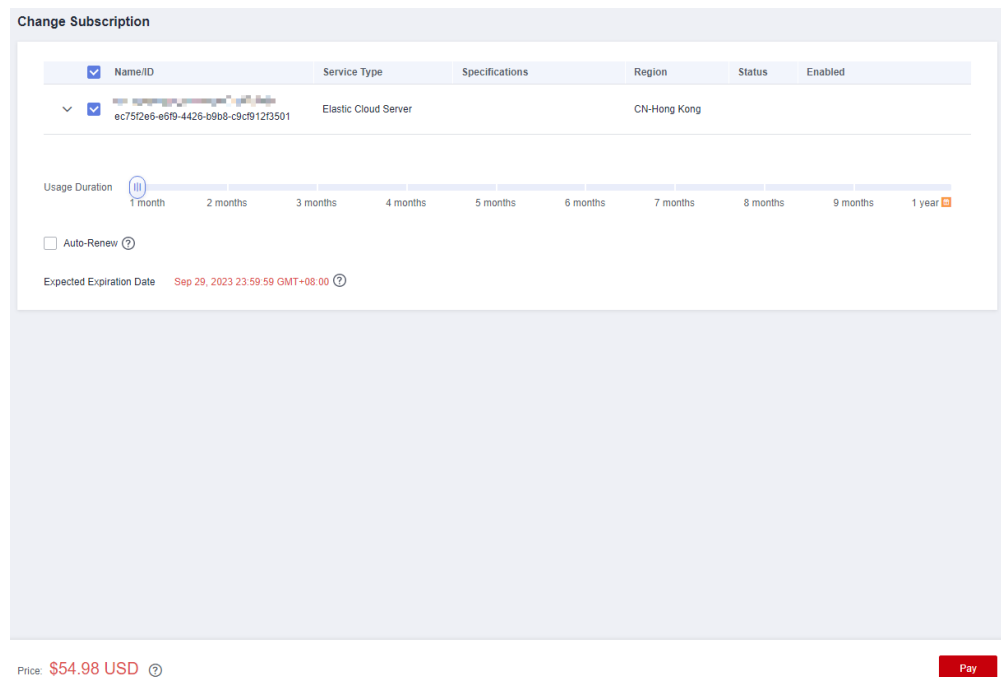 Change Subscription
Name/ID Service Type Specifications Region Status Enabled
ec75f2e6-e6f9-4426-b9b8-c9cf912f3501 Elastic Cloud Server CN-Hong Kong
Usage Duration
1 month 2 months 3 months 4 months 5 months 6 months 7 months 8 months 9 months 1 year
Auto-Renew ?
Expected Expiration Date Sep 29, 2023 23:59:59 GMT+08:00 ?
Price: $54.98 USD ? Pay